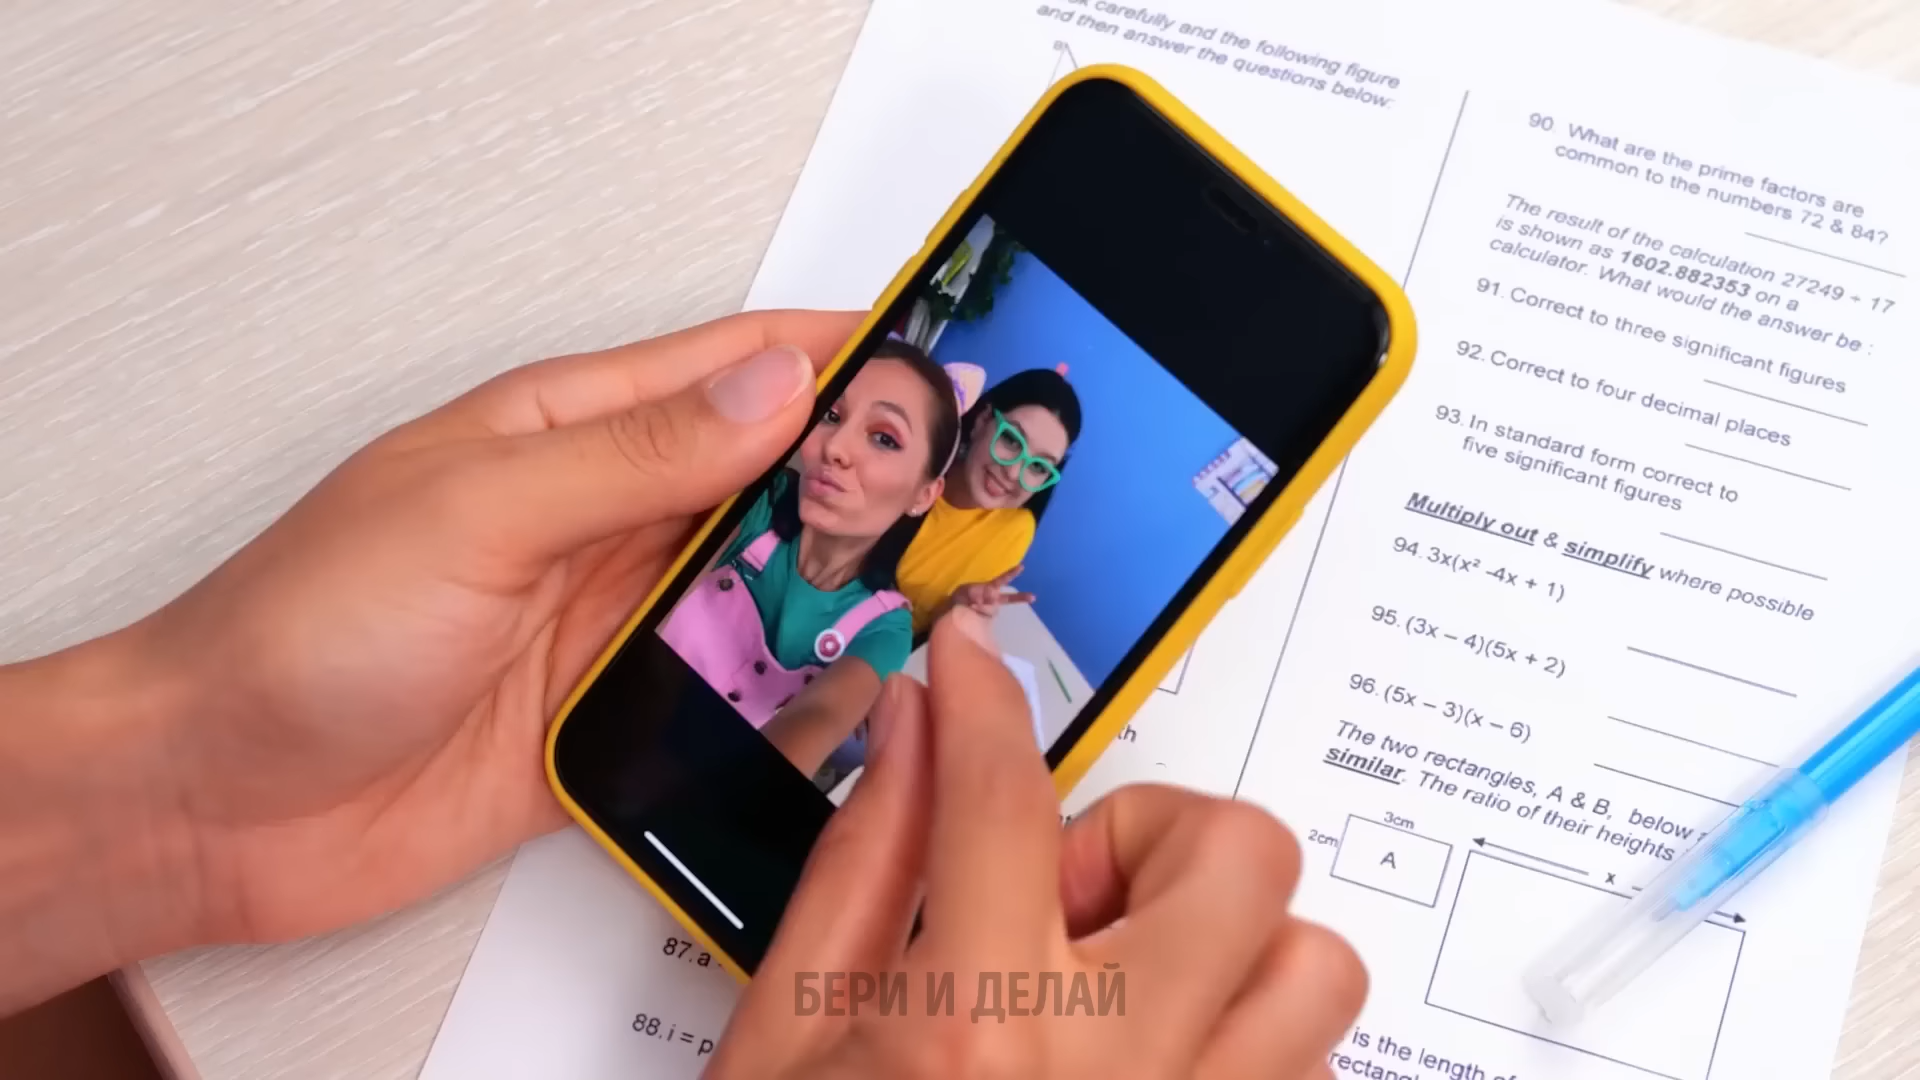 carefully and the following figure
and then answer the questions below:
90. What are the prime factors are
common to the numbers 72 & 84?
The result of the calculation 27249 ÷ 17
is shown as 1602.882353 on a
calculator. What would the answer be :
91. Correct to three significant figures
92. Correct to four decimal places
93. In standard form correct to
five significant figures
Multiply out & simplify where possible
94. 3x(x² -4x + 1)
95. (3x – 4)(5x + 2)
96. (5x – 3)(x – 6)
The two rectangles, A & B, below
similar. The ratio of their heights
3cm
2cm
A
x
is the length
87. a
88. i = p
БЕРИ И ДЕЛАЙ